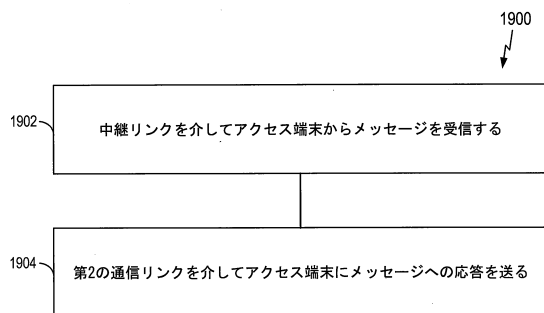 1900
1902
中継リンクを介してアクセス端末からメッセージを受信する
1904
第2の通信リンクを介してアクセス端末にメッセージへの応答を送る